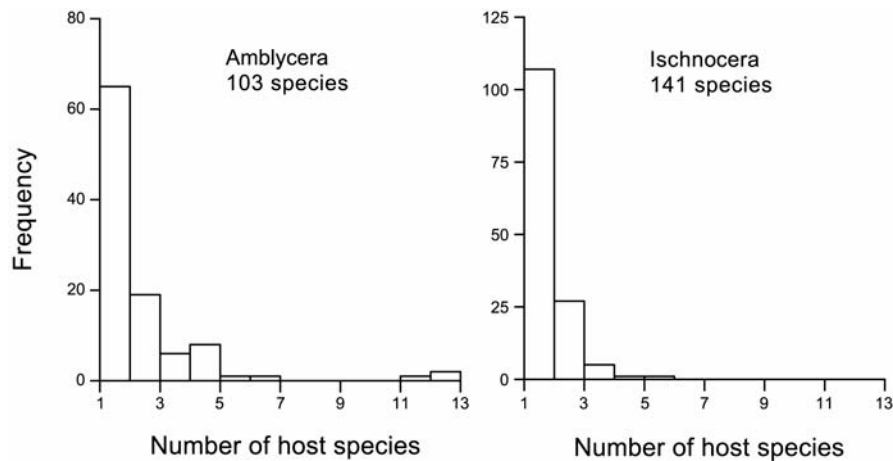 80
60
40
20
0
Frequency
Amblycera
103 species
1 3 5 7 9 11 13
Number of host species
125
100
75
50
25
0
Ischnocera
141 species
1 3 5 7 9 11 13
Number of host species